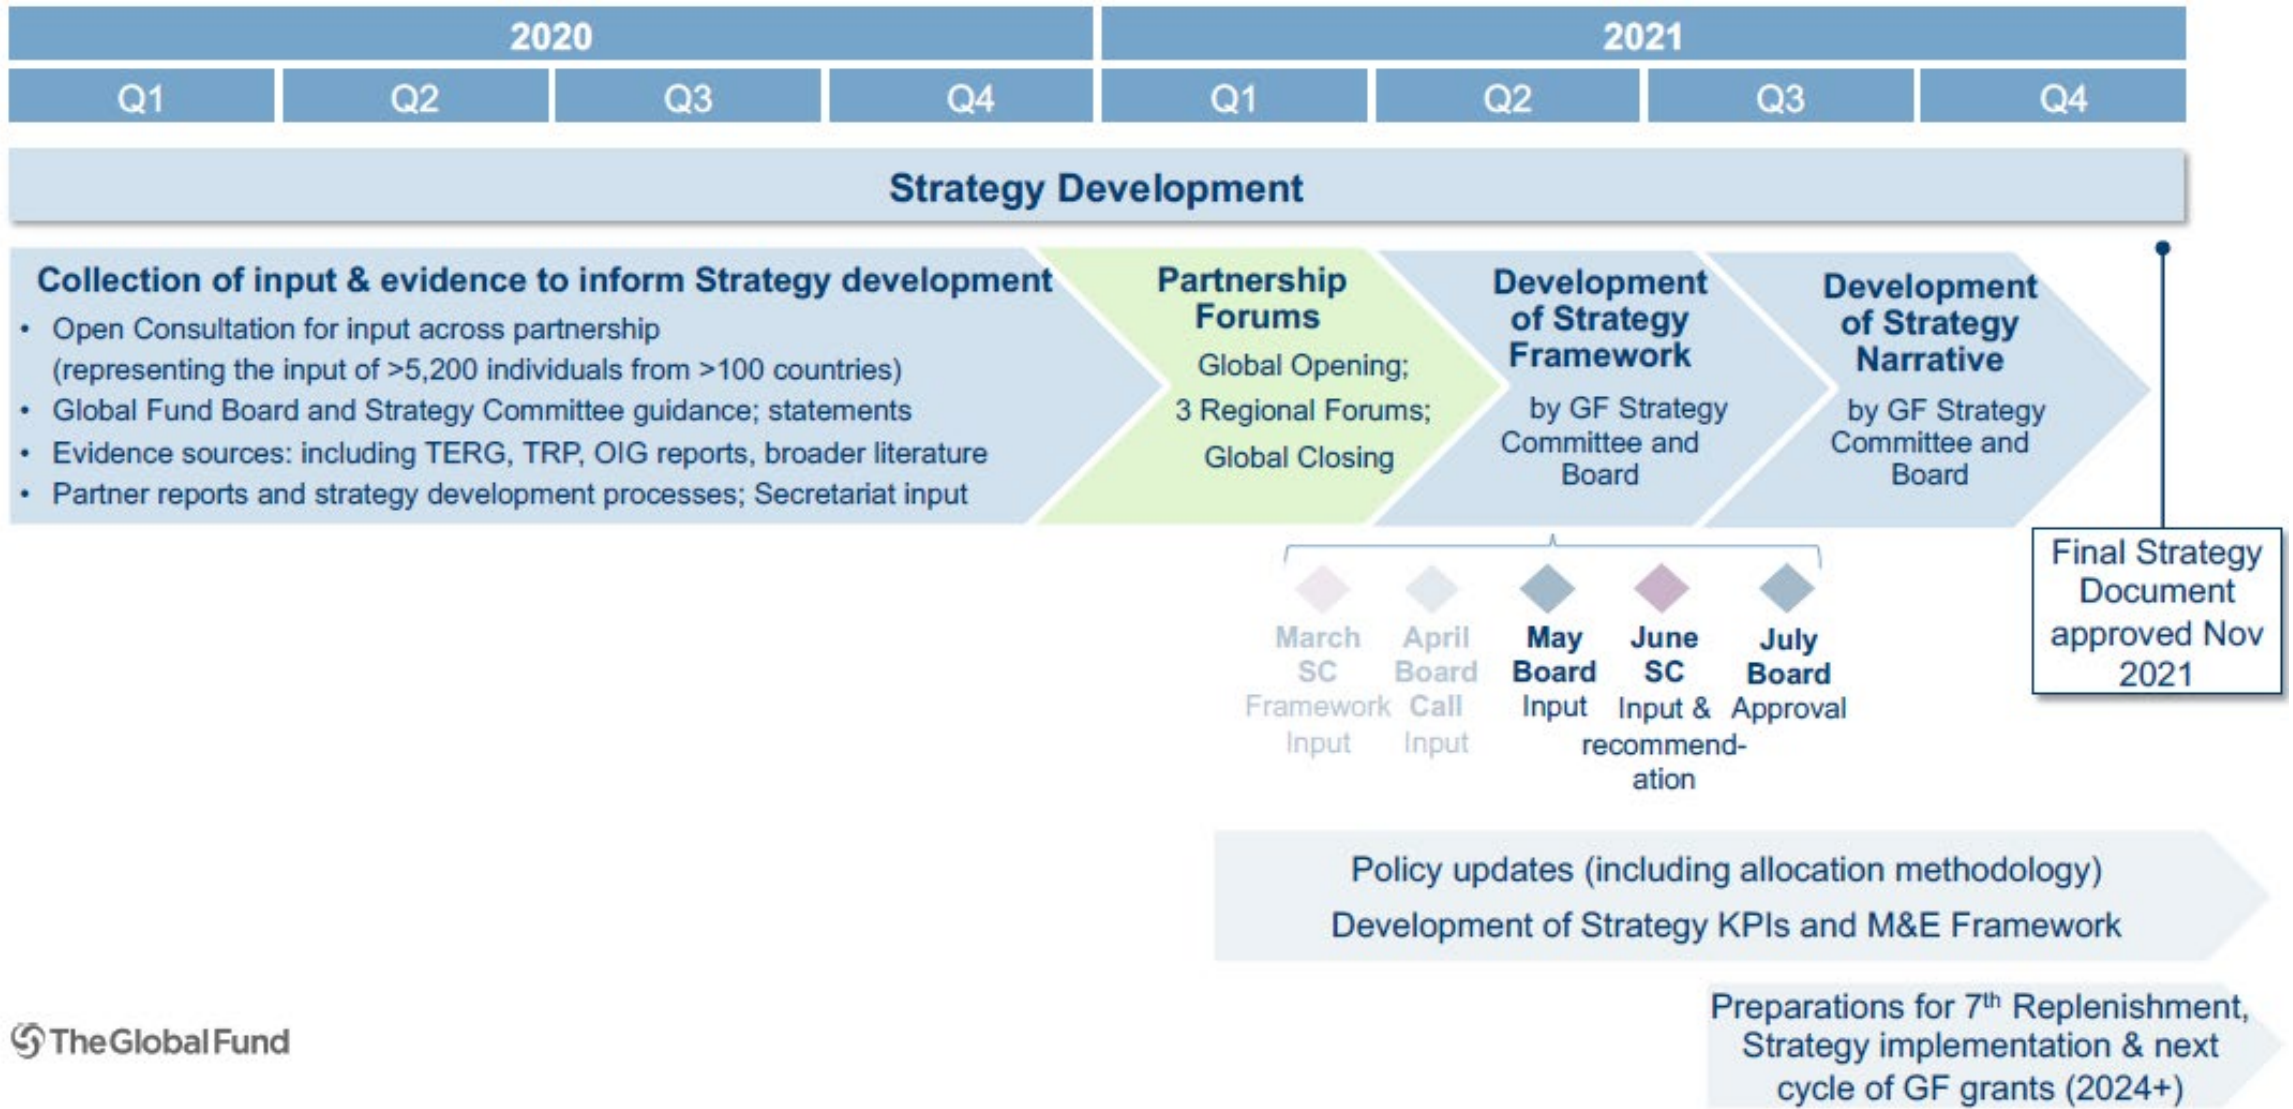 2020
2021
Q1
Q2
Q3
Q4
Q1
Q2
Q3
Q4
Strategy Development
Collection of input & evidence to inform Strategy development
• Open Consultation for input across partnership
(representing the input of >5,200 individuals from >100 countries)
• Global Fund Board and Strategy Committee guidance; statements
• Evidence sources: including TERG, TRP, OIG reports, broader literature
• Partner reports and strategy development processes; Secretariat input
Partnership
Forums
Global Opening;
3 Regional Forums;
Global Closing
Development
of Strategy
Framework
by GF Strategy
Committee and
Board
Development
of Strategy
Narrative
by GF Strategy
Committee and
Board
Final Strategy
Document
approved Nov
2021
March
SC
Framework
Input
April
Board
Call
Input
May
Board
Input
June
SC
Input &
recommend-
ation
July
Board
Approval
Policy updates (including allocation methodology)
Development of Strategy KPIs and M&E Framework
Preparations for 7th Replenishment,
Strategy implementation & next
cycle of GF grants (2024+)
The Global Fund